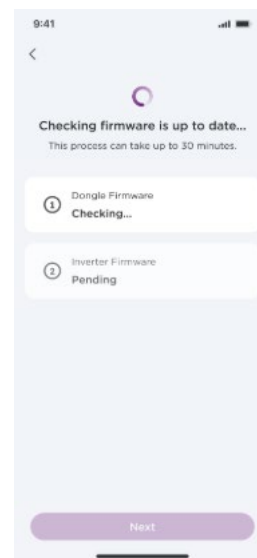 9:41
Checking firmware is up to date...
This process can take up to 30 minutes.
1
Dongle Firmware
Checking...
2
Inverter Firmware
Pending
Next